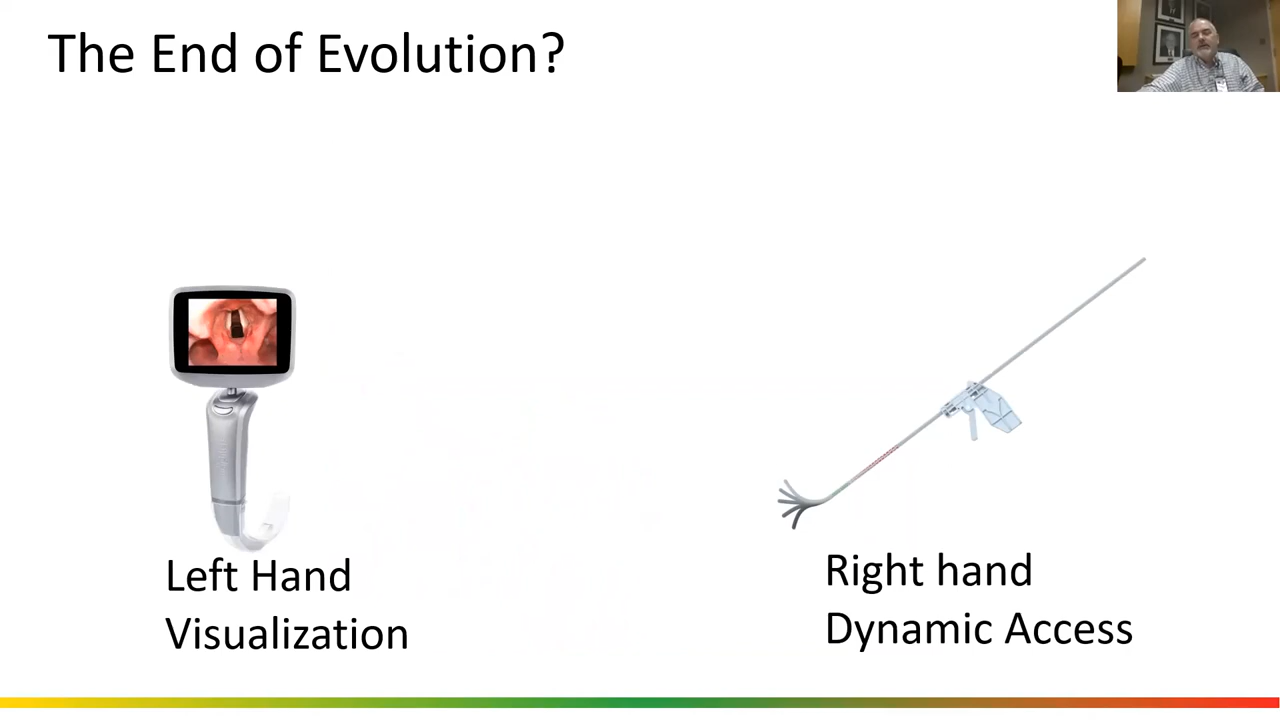 The End of Evolution?
Left Hand
Visualization
Right hand
Dynamic Access